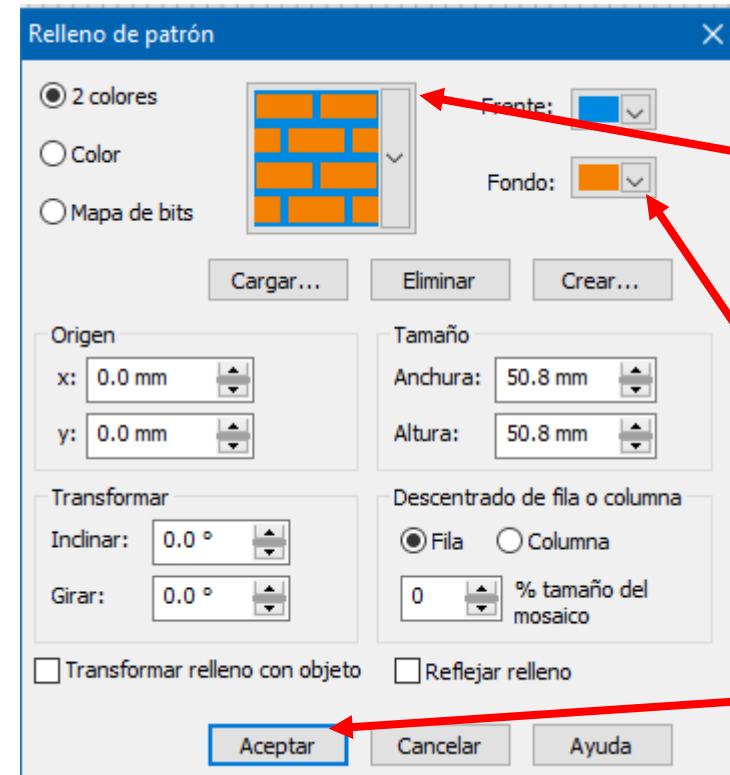 Relleno de patrón
2 colores
Frente:
Color
Fondo:
Mapa de bits
Cargar... Eliminar Crear...
Origen Tamaño
x: 0.0 mm Anchura: 50.8 mm
y: 0.0 mm Altura: 50.8 mm
Transformar Descentrado de fila o columna
Inclinar: 0.0 ° Fila Columna
Girar: 0.0 ° 0 % tamaño del
mosaico
Transformar relleno con objeto Reflejar relleno
Aceptar Cancelar Ayuda